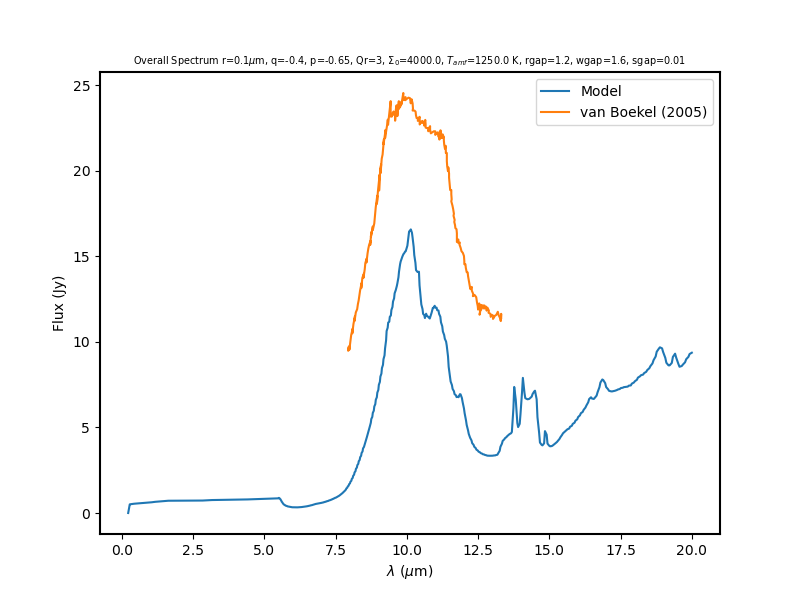 Overall Spectrum r=0.1μm, q=-0.4, p=-0.65, Qr=3, Σ₀=4000.0, T_amf=1250.0 K, rgap=1.2, wgap=1.6, sgap=0.01
Model
van Boekel (2005)
25
20
15
10
5
0
Flux (Jy)
0.0 2.5 5.0 7.5 10.0 12.5 15.0 17.5 20.0
λ (μm)